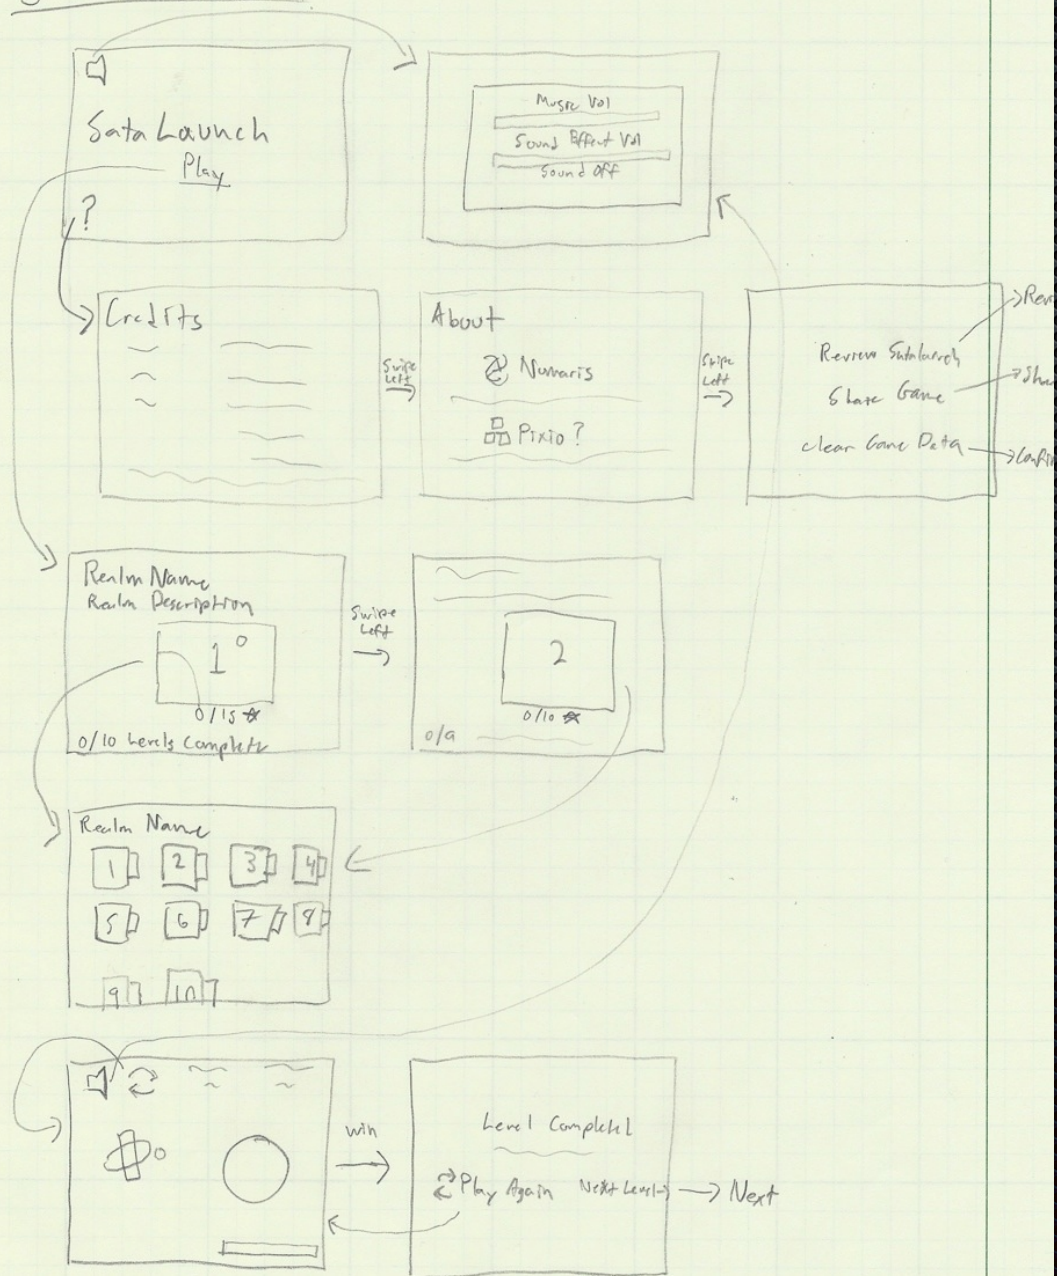 Sata Launch
Play
?
Music Vol
Sound Effect Vol
Sound Off
Credits
Swipe
Left
About
Numaris
Pixio ?
Swipe
Left
Review Satalaunch
Share Game
Clear Game Data
Realm Name
Realm Description
1
0/15
0/10 Levels Complete
Swipe
Left
2
0/10
0/9
Realm Name
1 2 3 4
5 6 7 8
9 10
win
Level Complete!
Play Again Next Level
Next